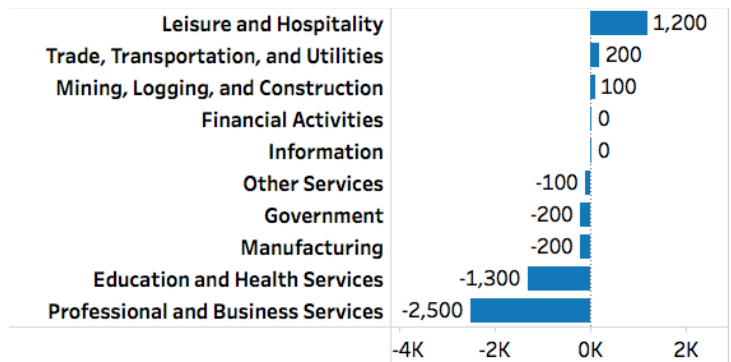 Leisure and Hospitality 1,200
Trade, Transportation, and Utilities 200
Mining, Logging, and Construction 100
Financial Activities 0
Information 0
Other Services -100
Government -200
Manufacturing -200
Education and Health Services -1,300
Professional and Business Services -2,500
-4K -2K 0K 2K